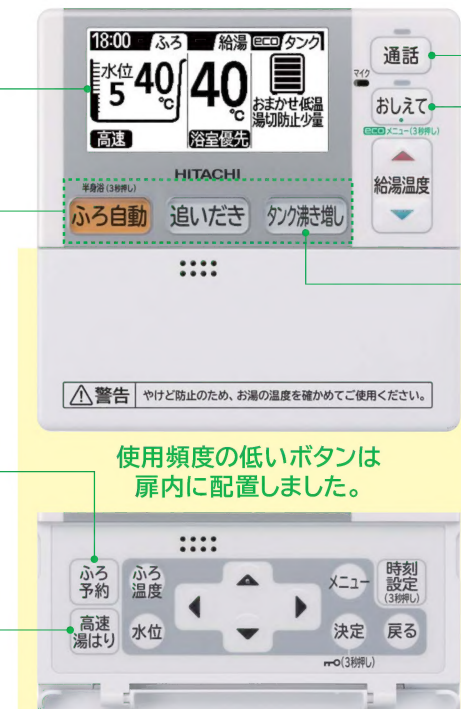 18:00 ふろ 給湯 eco タンク
水位
5 40℃ 40℃
おまかせ低温
湯切防止少量
高速 浴室優先
通話
マイク
おしえて
ecoメニュー(3秒押し)
給湯温度
HITACHI
半身浴(3秒押し)
ふろ自動 追いだき タンク沸き増し
警告 やけど防止のため、お湯の温度を確かめてご使用ください。
使用頻度の低いボタンは
扉内に配置しました。
ふろ
予約
ふろ
温度
メニュー
時刻
設定
(3秒押し)
高速
湯はり
水位
決定
戻る
(3秒押し)